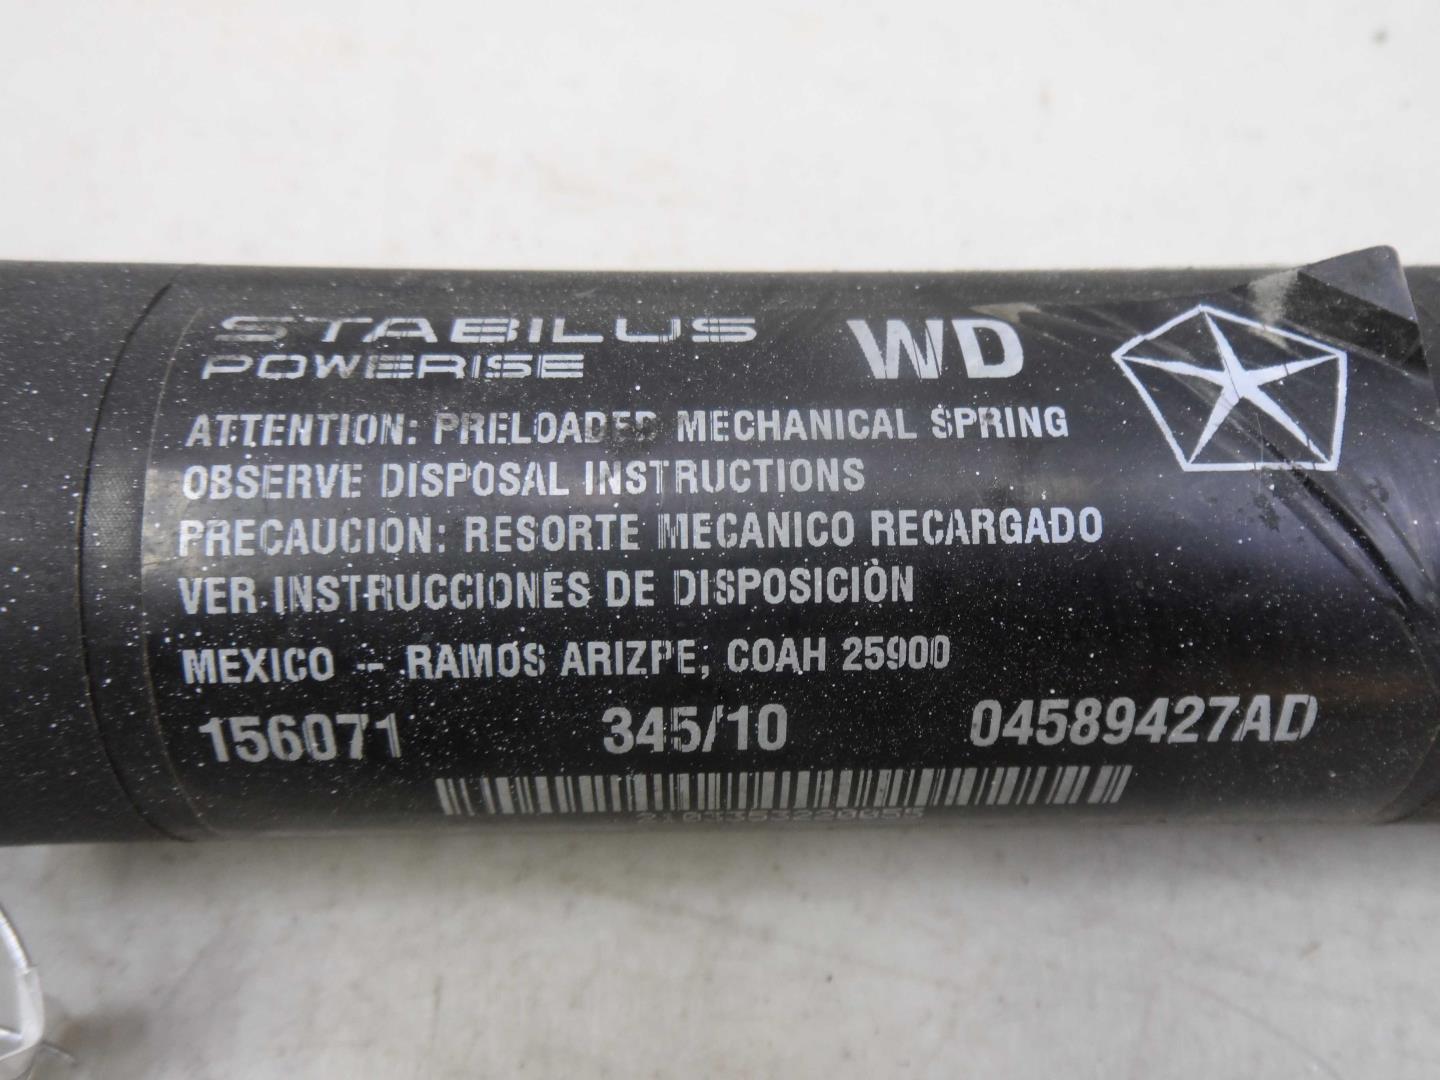 STABILUS WD
POWERISE
ATTENTION: PRELOADED MECHANICAL SPRING
OBSERVE DISPOSAL INSTRUCTIONS
PRECAUCION: RESORTE MECANICO RECARGADO
VER INSTRUCCIONES DE DISPOSICIÒN
MEXICO -- RAMOS ARIZPE, COAH 25900
156071 345/10 04589427AD